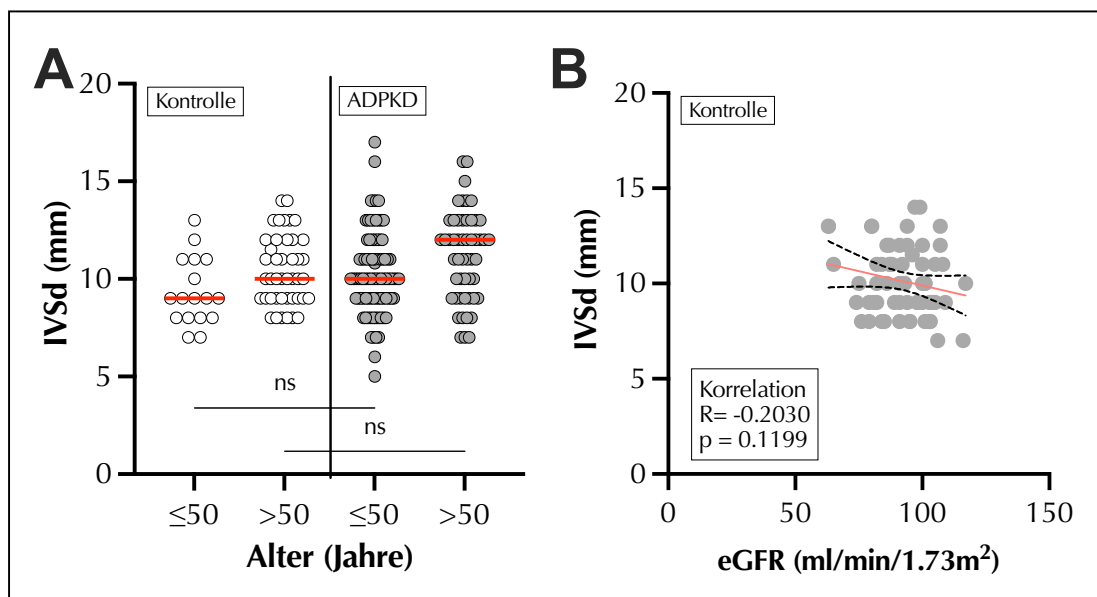 A
Kontrolle
ADPKD
IVSd (mm)
20
15
10
5
0
ns
ns
≤50
>50
≤50
>50
Alter (Jahre)
B
Kontrolle
IVSd (mm)
20
15
10
5
0
Korrelation
R= -0.2030
p = 0.1199
0
50
100
150
eGFR (ml/min/1.73m²)